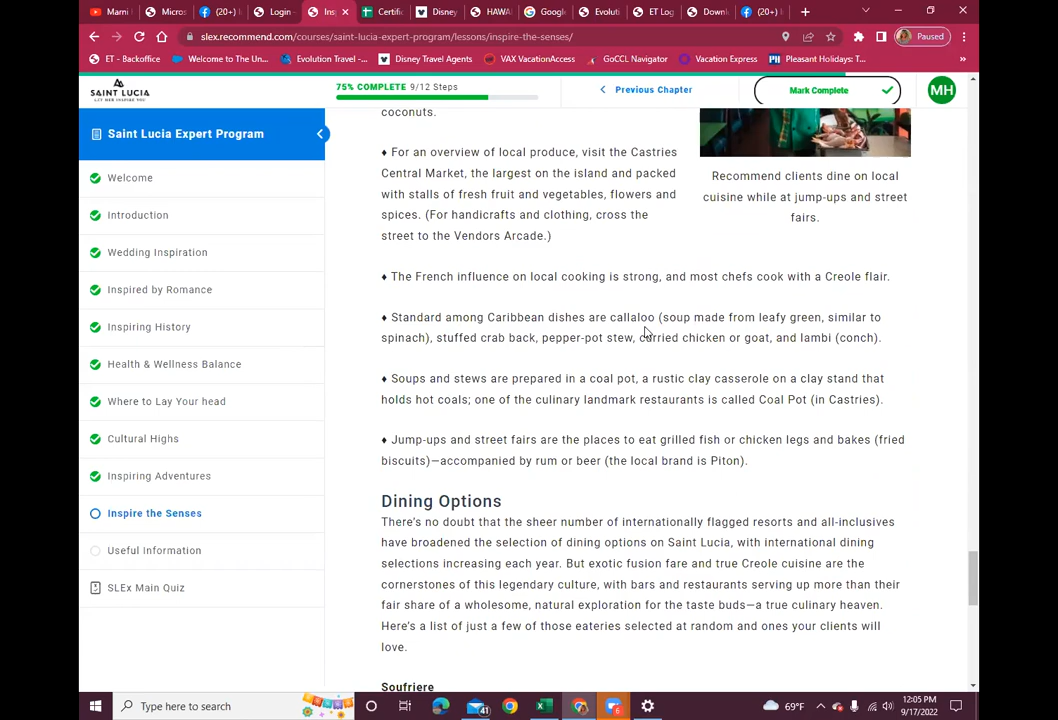 Marni
Micros
(20+)
Login
Ins
Certific
Disney
HAWAI
Google
Evoluti
ET Log
Downl
(20+)
slex.recommend.com/courses/saint-lucia-expert-program/lessons/inspire-the-senses/
Paused
ET - Backoffice
Welcome to The Un...
Evolution Travel -...
Disney Travel Agents
VAX VacationAccess
GoCCL Navigator
Vacation Express
Pleasant Holidays: T...
SAINT LUCIA
LET HER INSPIRE YOU
75% COMPLETE 9/12 Steps
Previous Chapter
Mark Complete
MH
Saint Lucia Expert Program
Welcome
Introduction
Wedding Inspiration
Inspired by Romance
Inspiring History
Health & Wellness Balance
Where to Lay Your head
Cultural Highs
Inspiring Adventures
Inspire the Senses
Useful Information
SLEx Main Quiz
coconuts.
♦ For an overview of local produce, visit the Castries
Central Market, the largest on the island and packed
with stalls of fresh fruit and vegetables, flowers and
spices. (For handicrafts and clothing, cross the
street to the Vendors Arcade.)
Recommend clients dine on local
cuisine while at jump-ups and street
fairs.
♦ The French influence on local cooking is strong, and most chefs cook with a Creole flair.
♦ Standard among Caribbean dishes are callaloo (soup made from leafy green, similar to
spinach), stuffed crab back, pepper-pot stew, curried chicken or goat, and lambi (conch).
♦ Soups and stews are prepared in a coal pot, a rustic clay casserole on a clay stand that
holds hot coals; one of the culinary landmark restaurants is called Coal Pot (in Castries).
♦ Jump-ups and street fairs are the places to eat grilled fish or chicken legs and bakes (fried
biscuits)—accompanied by rum or beer (the local brand is Piton).
Dining Options
There's no doubt that the sheer number of internationally flagged resorts and all-inclusives
have broadened the selection of dining options on Saint Lucia, with international dining
selections increasing each year. But exotic fusion fare and true Creole cuisine are the
cornerstones of this legendary culture, with bars and restaurants serving up more than their
fair share of a wholesome, natural exploration for the taste buds—a true culinary heaven.
Here's a list of just a few of those eateries selected at random and ones your clients will
love.
Soufriere
Type here to search
41
6
69°F
12:05 PM
9/17/2022